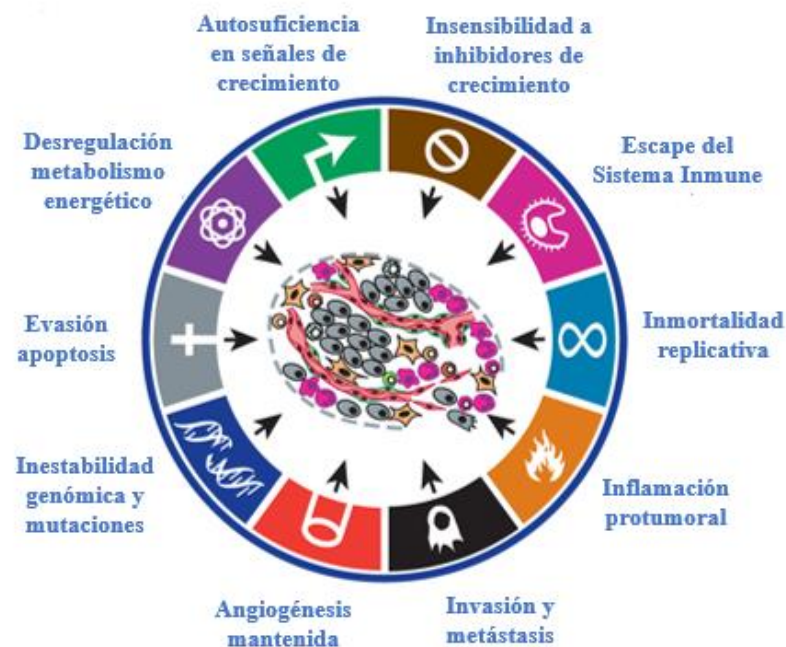 Autosuficiencia
en señales de
crecimiento
Insensibilidad a
inhibidores de
crecimiento
Desregulación
metabolismo
energético
Escape del
Sistema Inmune
Evasión
apoptosis
Inmortalidad
replicativa
Inestabilidad
genómica y
mutaciones
Inflamación
protumoral
Angiogénesis
mantenida
Invasión y
metástasis